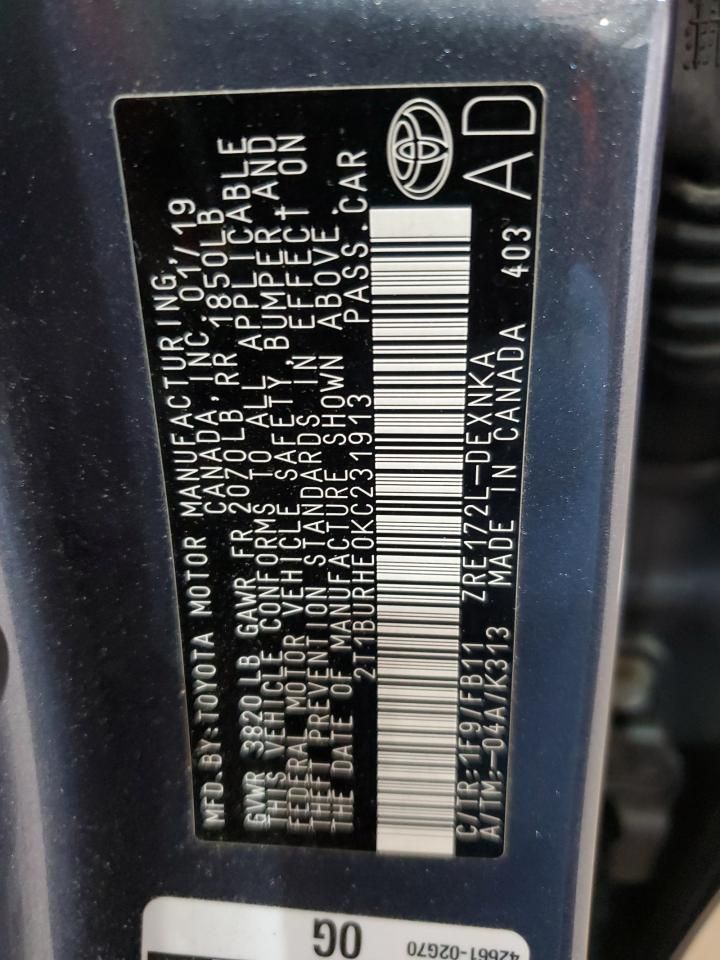 MFD.BY:TOYOTA MOTOR MANUFACTURING,
CANADA, INC. 01/19
GVWR 3820LB GAWR FR 2070LB, RR 1850LB
THIS VEHICLE CONFORMS TO ALL APPLICABLE
FEDERAL MOTOR VEHICLE SAFETY, BUMPER, AND
THEFT PREVENTION STANDARDS IN EFFECT ON
THE DATE OF MANUFACTURE SHOWN ABOVE.
2T1BURHE0KC231913 PASS.CAR
C/TR:1F9/FB11 ZRE172L-DEXNKA
A/TM:-04A/K313 MADE IN CANADA 403
AD
OG
42661-02G70